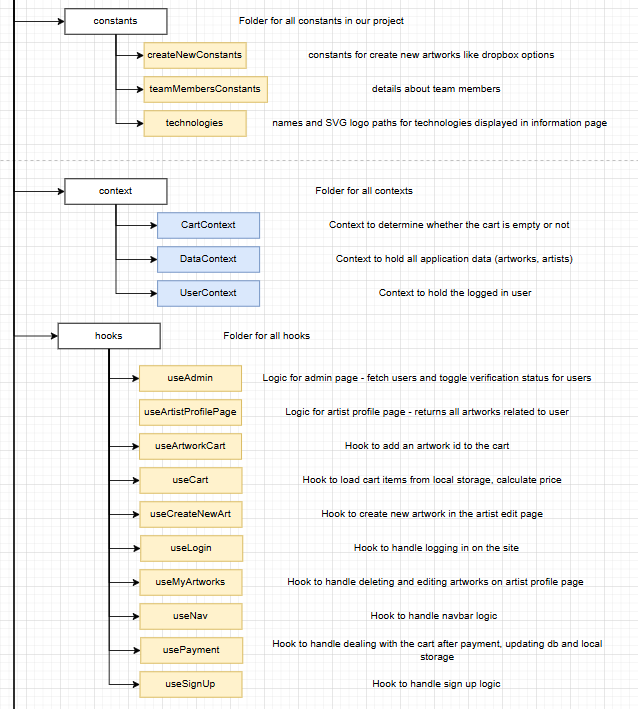 constants Folder for all constants in our project
createNewConstants constants for create new artworks like dropbox options
teamMembersConstants details about team members
technologies names and SVG logo paths for technologies displayed in information page
context Folder for all contexts
CartContext Context to determine whether the cart is empty or not
DataContext Context to hold all application data (artworks, artists)
UserContext Context to hold the logged in user
hooks Folder for all hooks
useAdmin Logic for admin page - fetch users and toggle verification status for users
useArtistProfilePage Logic for artist profile page - returns all artworks related to user
useArtworkCart Hook to add an artwork id to the cart
useCart Hook to load cart items from local storage, calculate price
useCreateNewArt Hook to create new artwork in the artist edit page
useLogin Hook to handle logging in on the site
useMyArtworks Hook to handle deleting and editing artworks on artist profile page
useNav Hook to handle navbar logic
usePayment Hook to handle dealing with the cart after payment, updating db and local
storage
useSignUp Hook to handle sign up logic